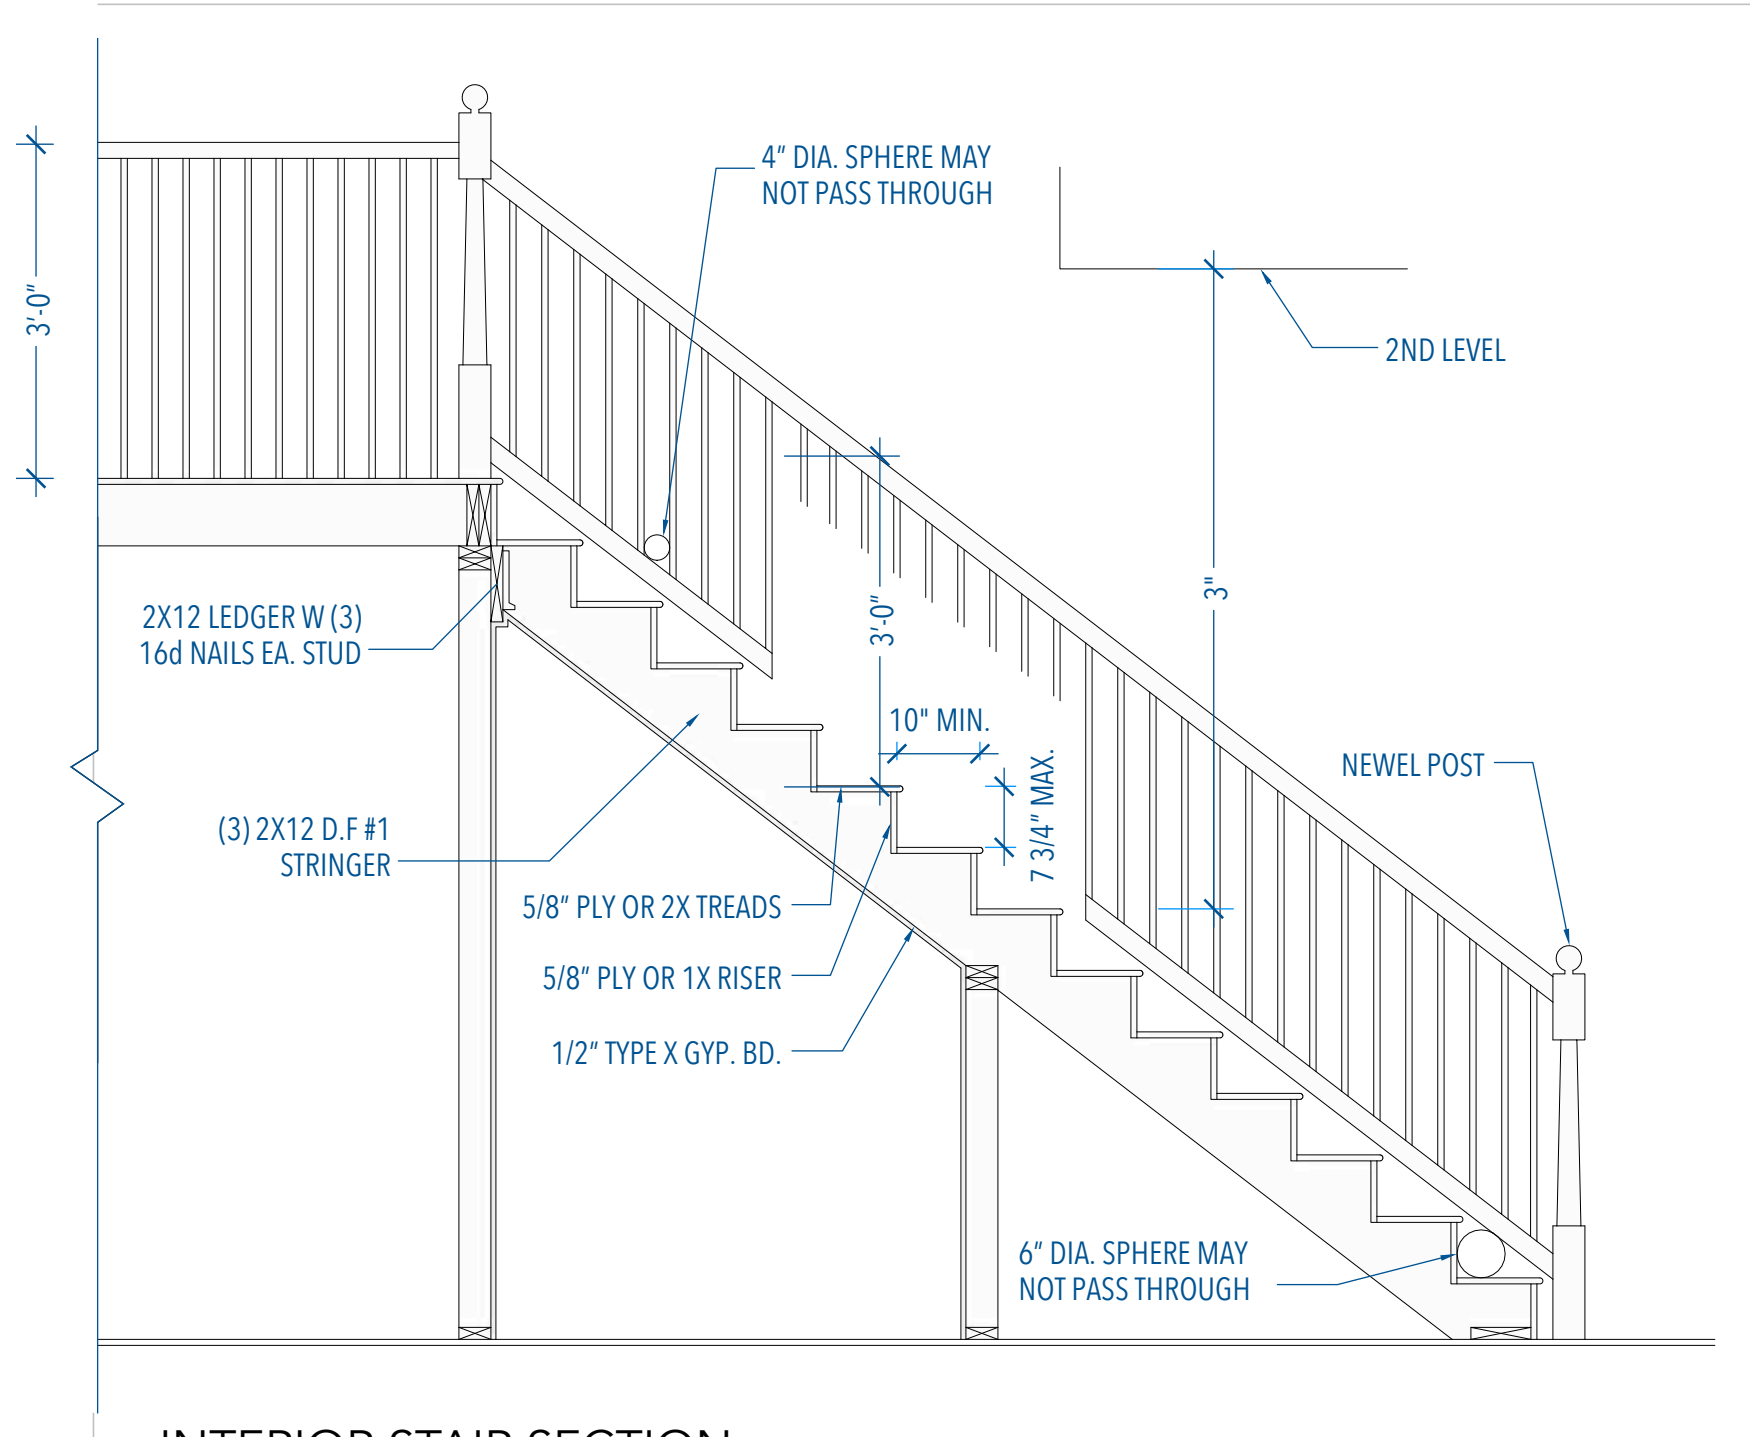 4" DIA. SPHERE MAY
NOT PASS THROUGH
3'-0"
2ND LEVEL
3'-0"
3"
2X12 LEDGER W (3)
16d NAILS EA. STUD
10" MIN.
7 3/4" MAX.
NEWEL POST
(3) 2X12 D.F #1
STRINGER
5/8" PLY OR 2X TREADS
5/8" PLY OR 1X RISER
1/2" TYPE X GYP. BD.
6" DIA. SPHERE MAY
NOT PASS THROUGH
INTERIOR STAIR SECTION